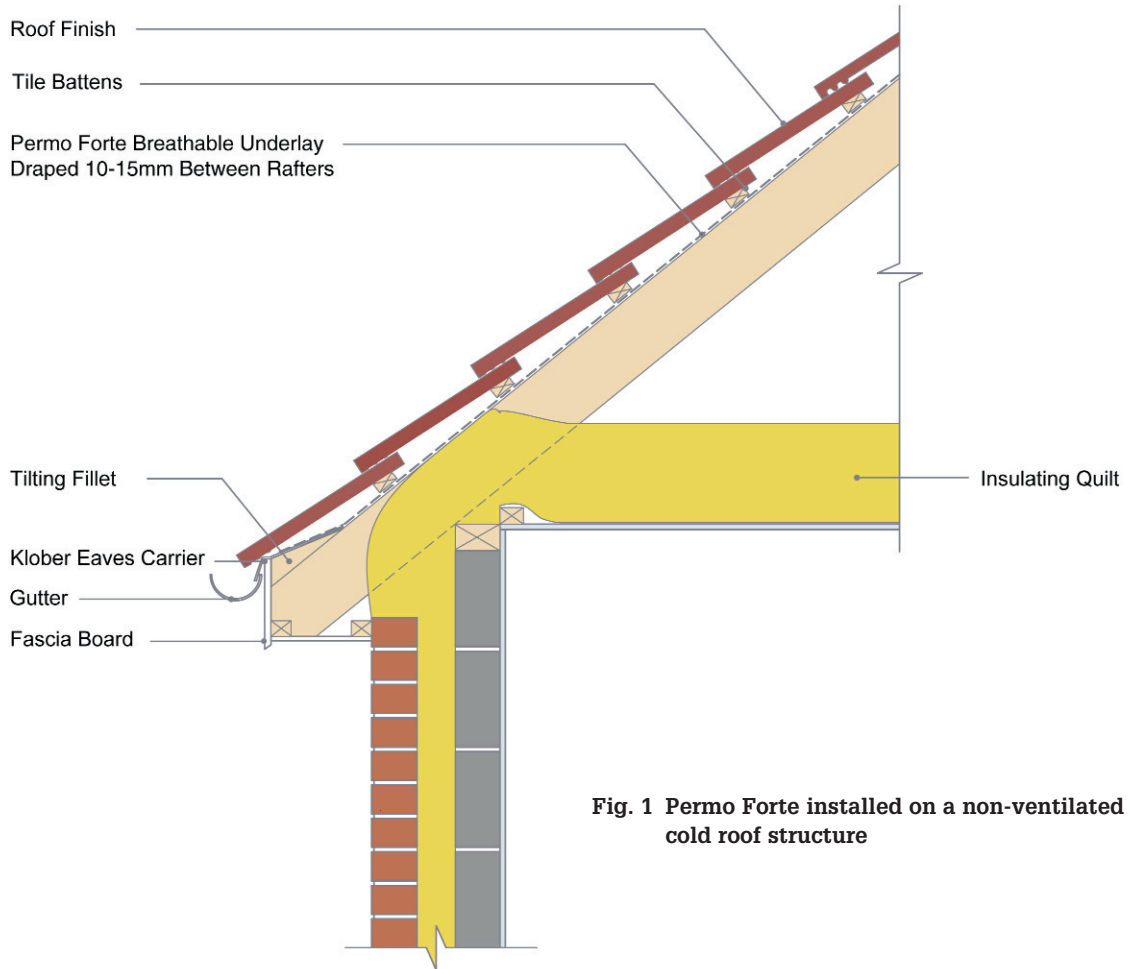 Roof Finish
Tile Battens
Permo Forte Breathable Underlay
Draped 10-15mm Between Rafters
Tilting Fillet
Insulating Quilt
Klober Eaves Carrier
Gutter
Fascia Board
Fig. 1 Permo Forte installed on a non-ventilated
cold roof structure